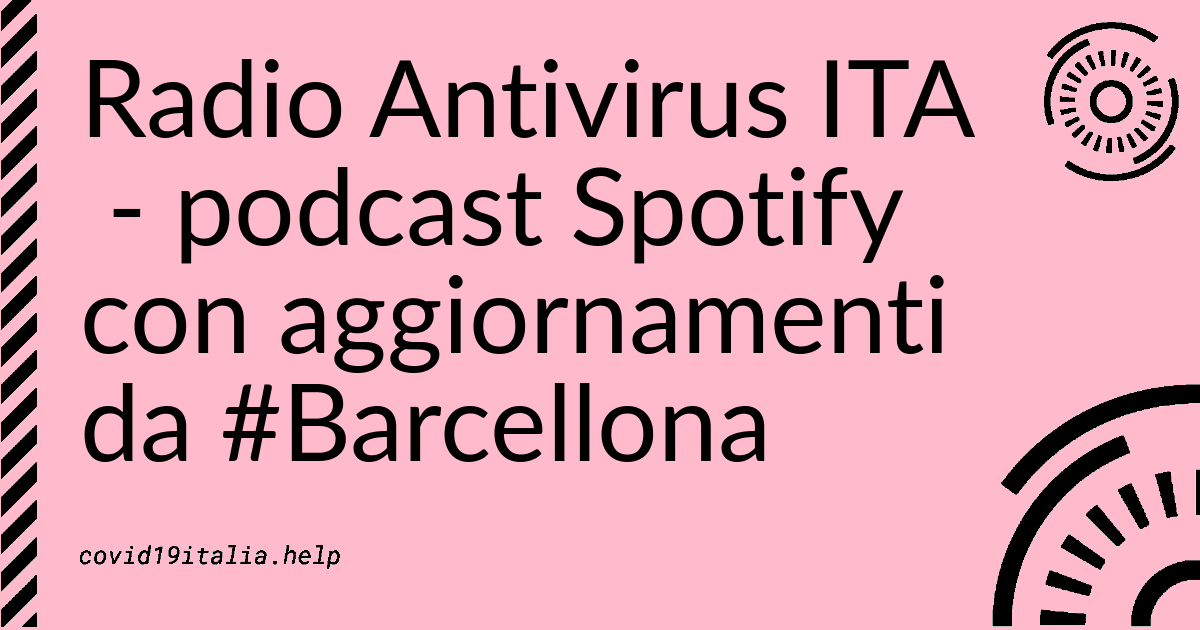 Radio Antivirus ITA
- podcast Spotify
con aggiornamenti
da #Barcellona
covid19italia.help